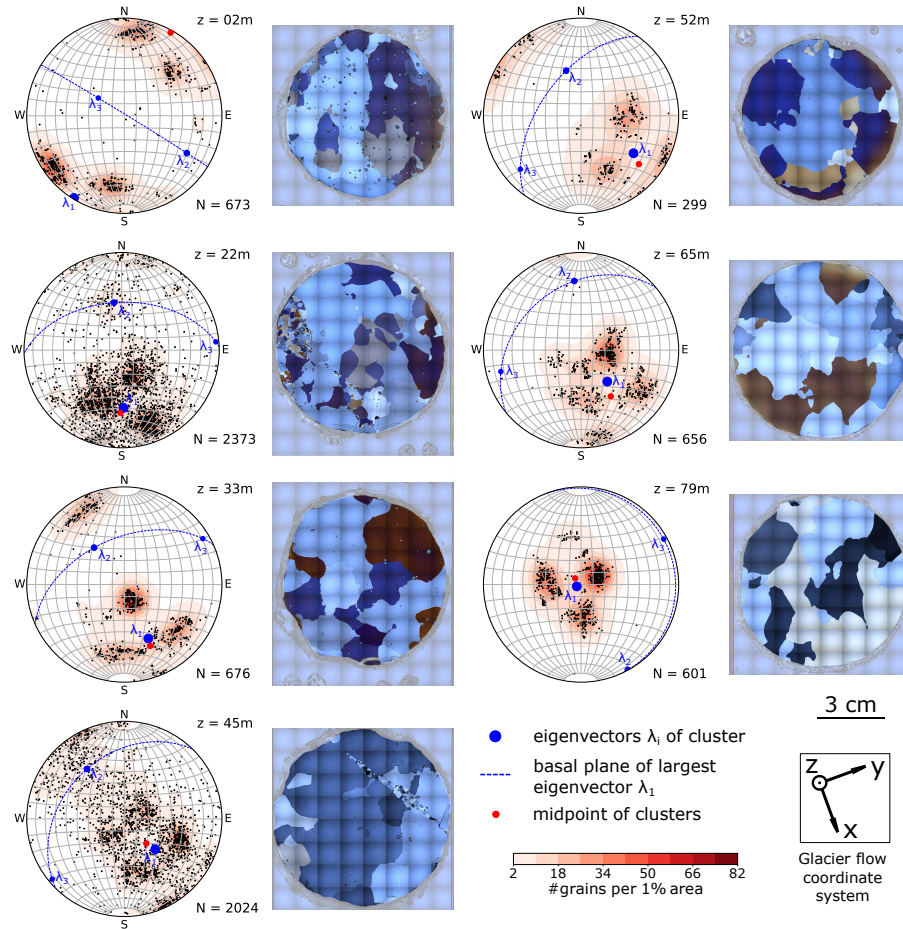 N
z = 02m
W
E
λ₃
λ₂
λ₁
S
N = 673
z = 52m
λ₂
λ₁
λ₃
N = 299
N
z = 22m
W
E
λ₂
λ₃
λ
S
N = 2373
N
z = 65m
W
E
λ₂
λ₃
λ₁
S
N = 656
N
z = 33m
W
E
λ₂
λ₃
λ₁
S
N = 676
z = 79m
λ₃
λ₁
λ₂
N = 601
N
z = 45m
W
E
λ₂
λ₁
λ₃
S
N = 2024
eigenvectors λᵢ of cluster
basal plane of largest
eigenvector λ₁
midpoint of clusters
2 18 34 50 66 82
#grains per 1% area
3 cm
z
y
x
Glacier flow
coordinate
system